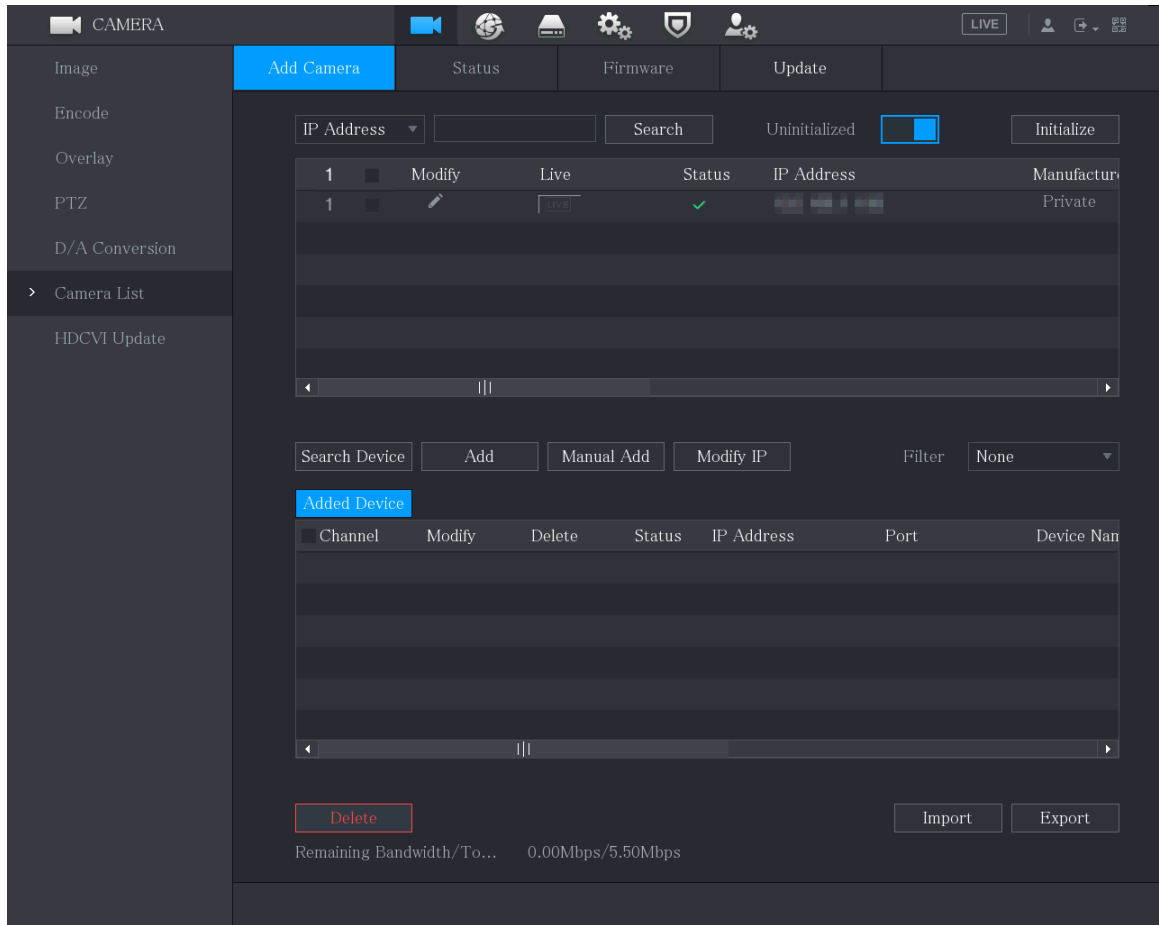 CAMERA LIVE
Image
Encode
Overlay
PTZ
D/A Conversion
Camera List
HDCVI Update
Add Camera Status Firmware Update
IP Address Search Uninitialized Initialize
1 Modify Live Status IP Address Manufacture
1 LIVE Private
Search Device Add Manual Add Modify IP Filter None
Added Device
Channel Modify Delete Status IP Address Port Device Nam
Delete Import Export
Remaining Bandwidth/To... 0.00Mbps/5.50Mbps